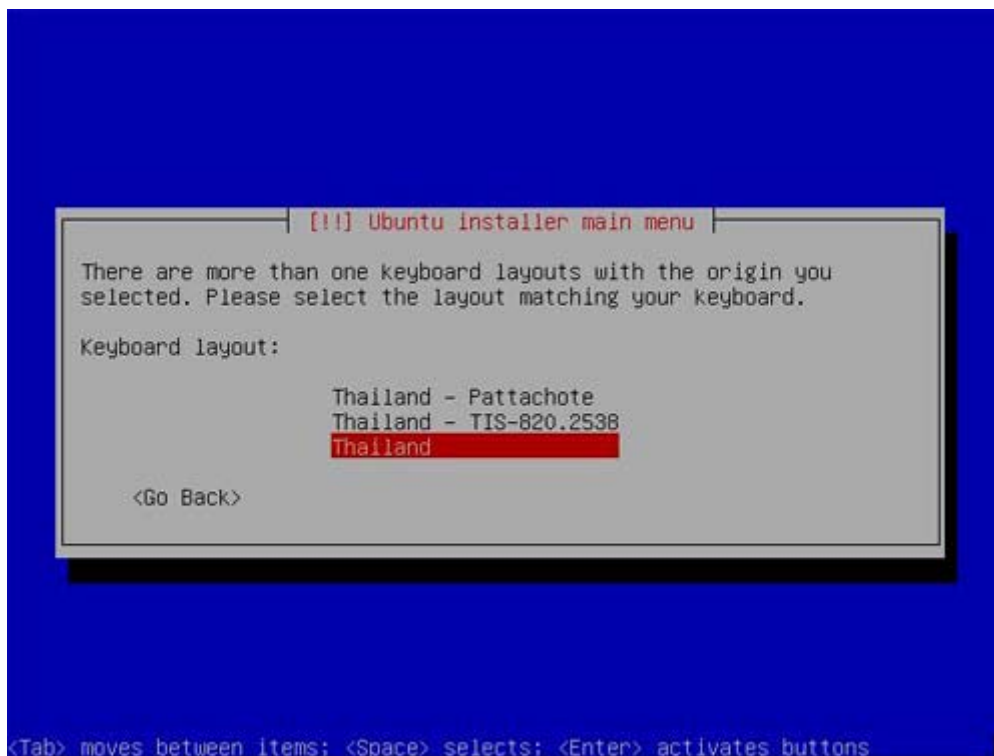 [!!] Ubuntu installer main menu
There are more than one keyboard layouts with the origin you
selected. Please select the layout matching your keyboard.
Keyboard layout:
Thailand - Pattachote
Thailand - TIS-820.2538
Thailand
<Go Back>
<Tab> moves between items; <Space> selects; <Enter> activates buttons